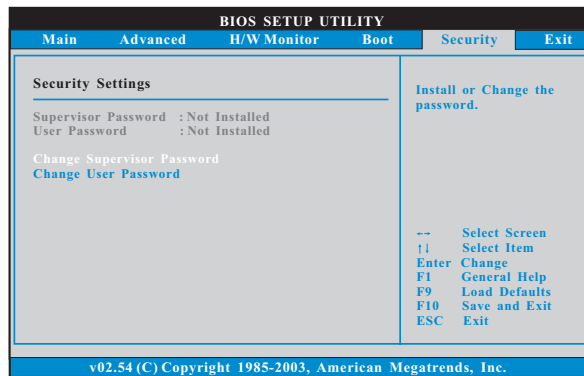 BIOS SETUP UTILITY
Main Advanced H/W Monitor Boot Security Exit
Security Settings
Supervisor Password : Not Installed
User Password : Not Installed
Change Supervisor Password
Change User Password
Install or Change the
password.
←→ Select Screen
↑↓ Select Item
Enter Change
F1 General Help
F9 Load Defaults
F10 Save and Exit
ESC Exit
v02.54 (C) Copyright 1985-2003, American Megatrends, Inc.